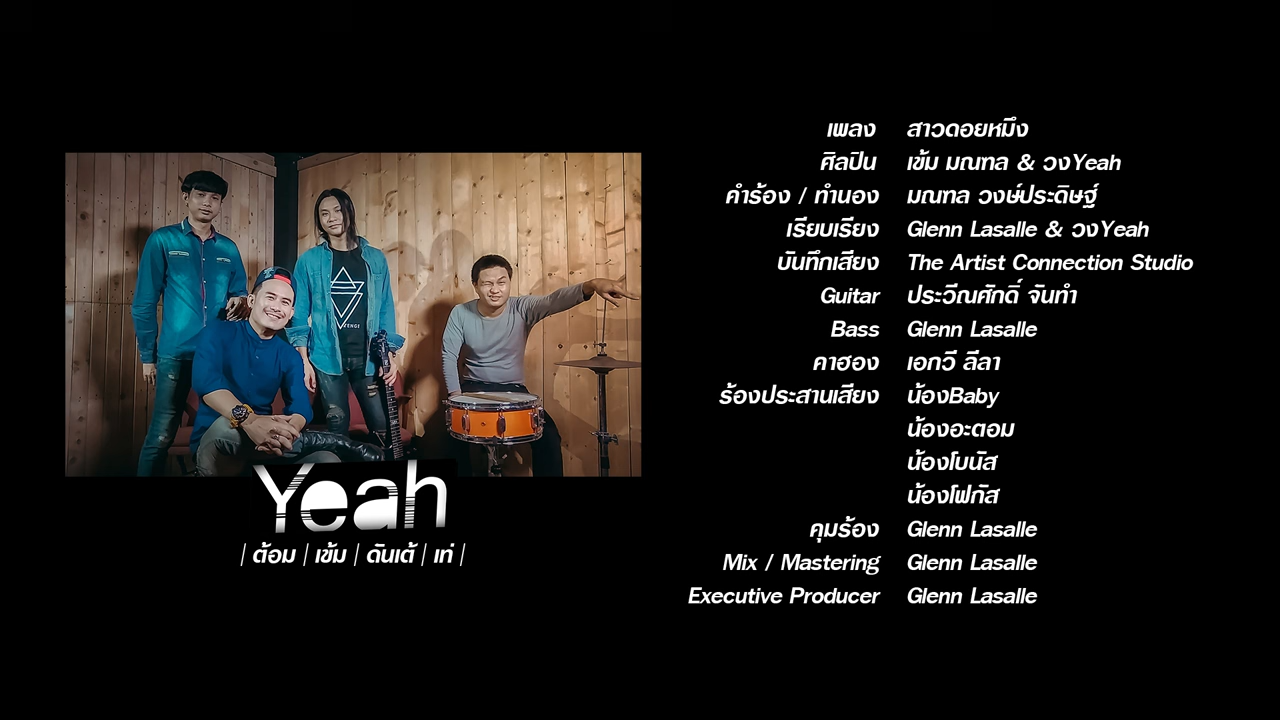 เพลง สาวดอยหมึง
ศิลปิน เข้ม มณฑล & วงYeah
คำร้อง / ทำนอง มณฑล วงษ์ประดิษฐ์
เรียบเรียง Glenn Lasalle & วงYeah
บันทึกเสียง The Artist Connection Studio
Guitar ประวีณศักดิ์ จันทำ
Bass Glenn Lasalle
คาฮอง เอกวี ลีลา
ร้องประสานเสียง น้องBaby
น้องอะตอม
น้องโบนัส
น้องโฟกัส
คุมร้อง Glenn Lasalle
Mix / Mastering Glenn Lasalle
Executive Producer Glenn Lasalle
Yeah
| ต้อม | เข้ม | ดันเต้ | เท่ |